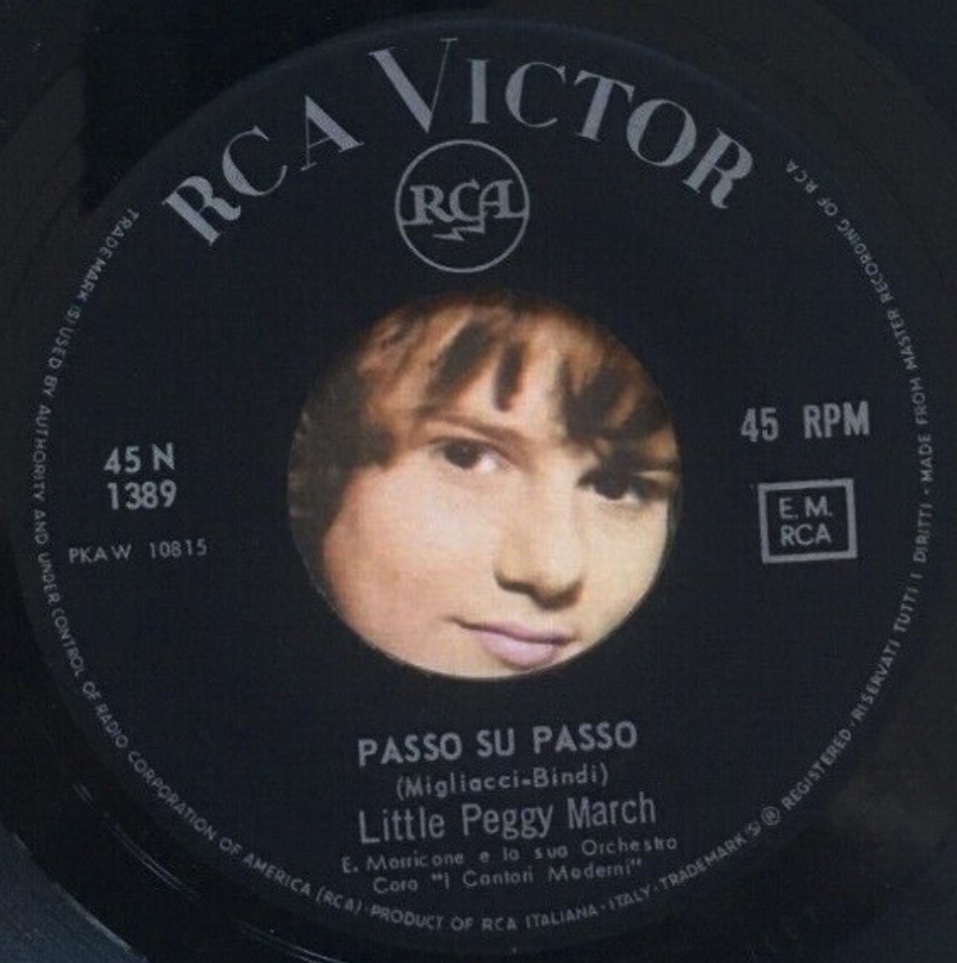 RCA VICTOR
RCA
45 N
1389
PKAW 10815
45 RPM
E. M.
RCA
PASSO SU PASSO
(Migliacci-Bindi)
Little Peggy March
E. Morricone e la sua Orchestra
Coro "I Cantori Moderni"
TRADEMARK (S) USED BY AUTHORITY AND UNDER CONTROL OF RADIO CORPORATION OF AMERICA (RCA) · PRODUCT OF RCA ITALIANA · ITALY · TRADEMARK'S ® REGISTERED · RISERVATI TUTTI I DIRITTI · MADE FROM MASTER RECORDING OF RCA